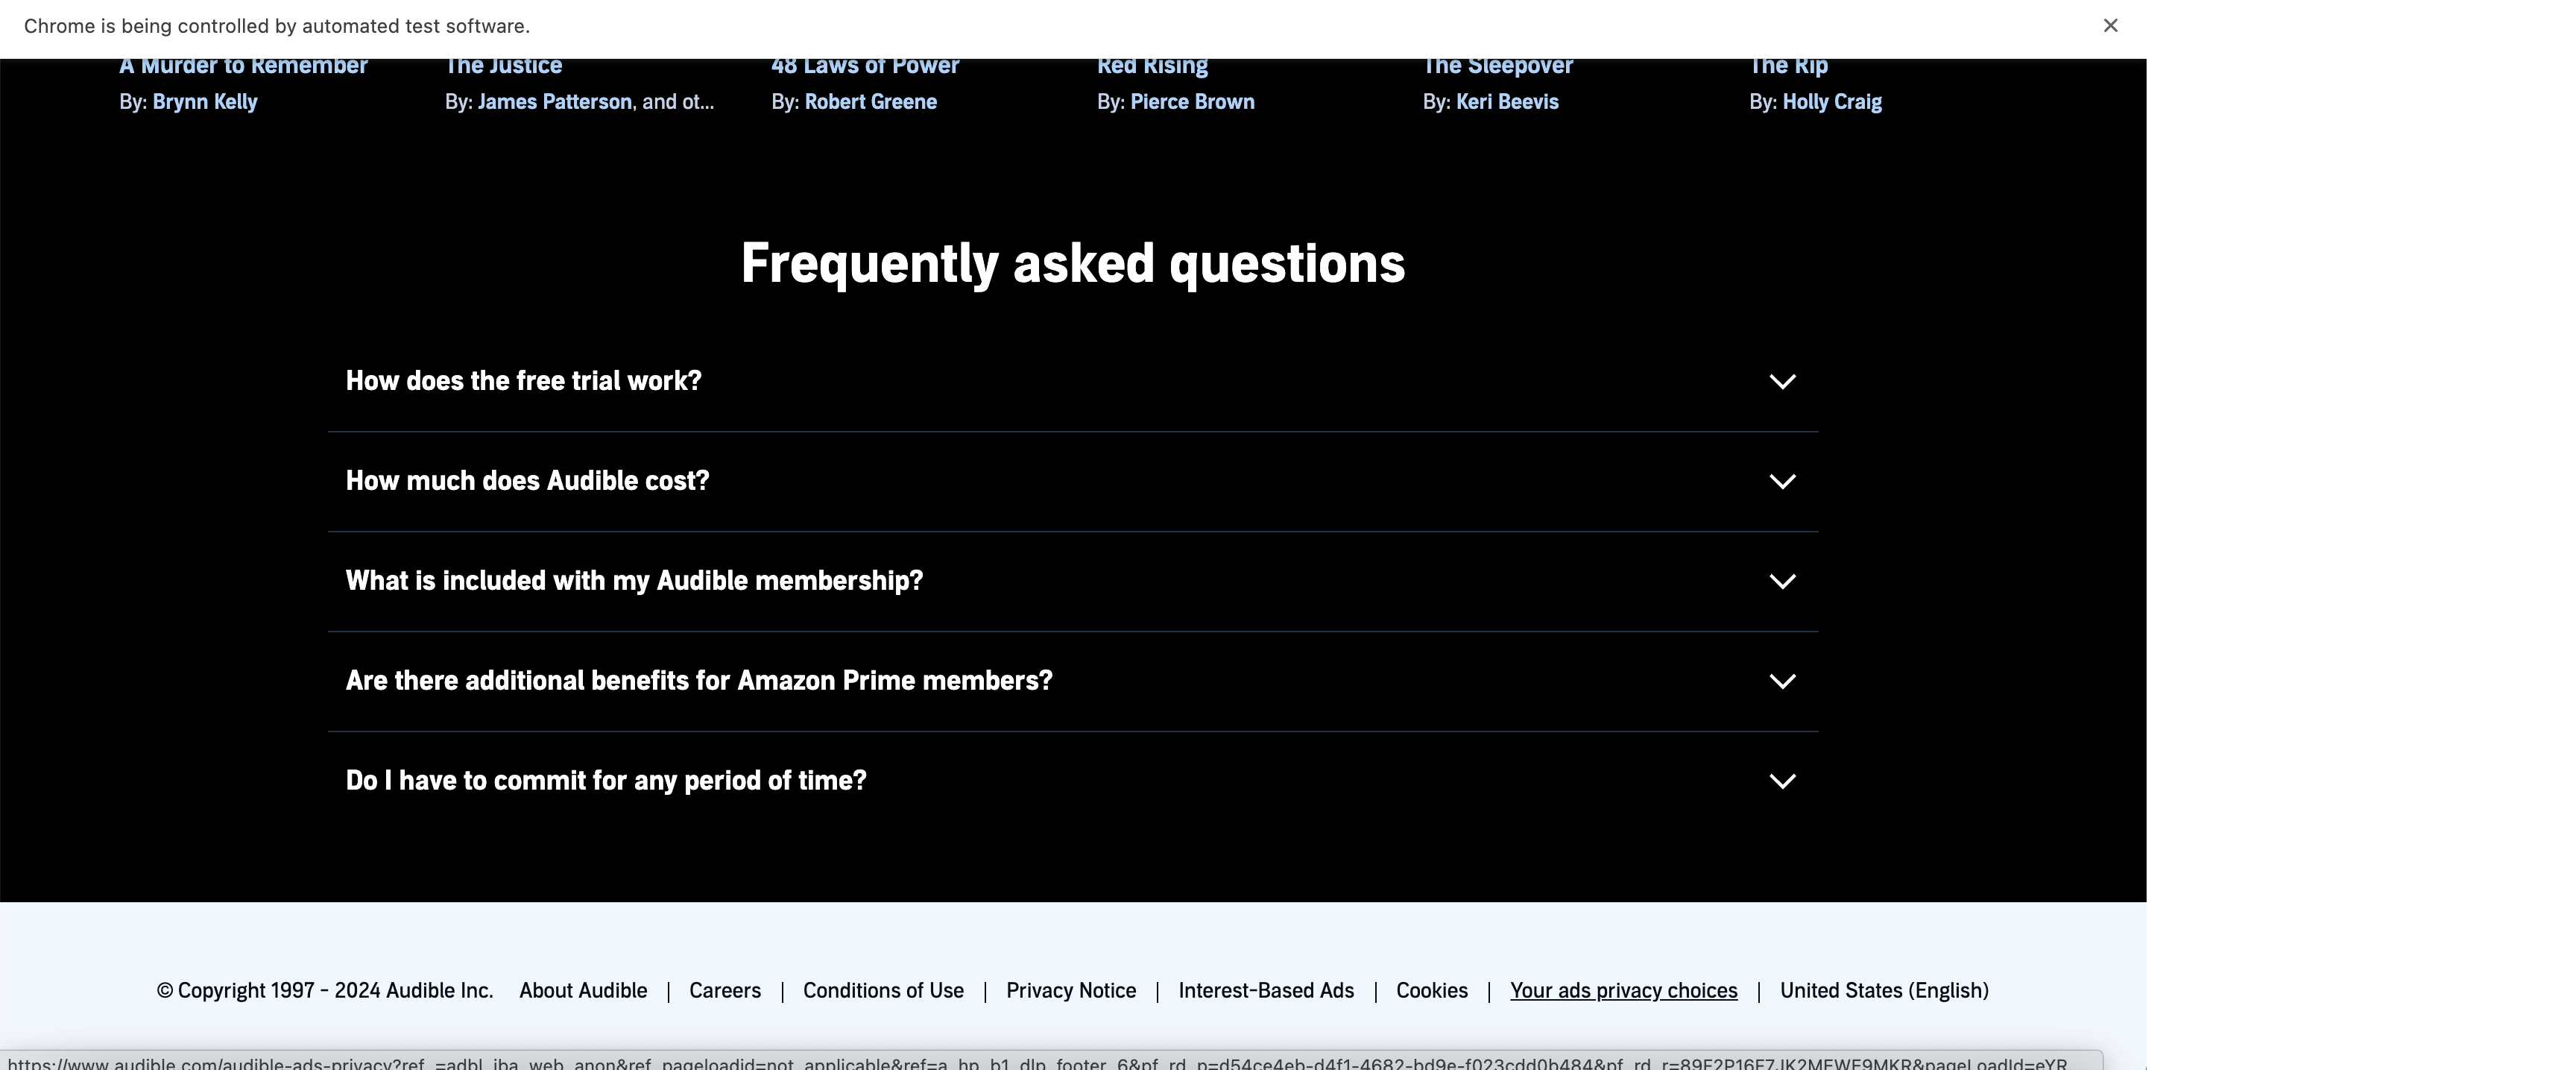 Chrome is being controlled by automated test software.
A Murder to Remember
The Justice
48 Laws of Power
Red Rising
The Sleepover
The Rip
By: Brynn Kelly
By: James Patterson, and ot...
By: Robert Greene
By: Pierce Brown
By: Keri Beevis
By: Holly Craig
Frequently asked questions
How does the free trial work?
How much does Audible cost?
What is included with my Audible membership?
Are there additional benefits for Amazon Prime members?
Do I have to commit for any period of time?
© Copyright 1997 - 2024 Audible Inc. About Audible | Careers | Conditions of Use | Privacy Notice | Interest-Based Ads | Cookies | Your ads privacy choices | United States (English)
https://www.audible.com/audible-ads-privacy?ref_=adbl_iba_web_anon&ref_pageloadid=not_applicable&ref=a_hp_b1_dlp_footer_6&pf_rd_p=d54ce4eb-d4f1-4682-bd9e-f023cdd0b484&pf_rd_r=89F2P16F7JK2MFWF9MKR&pageLoadId=eYR